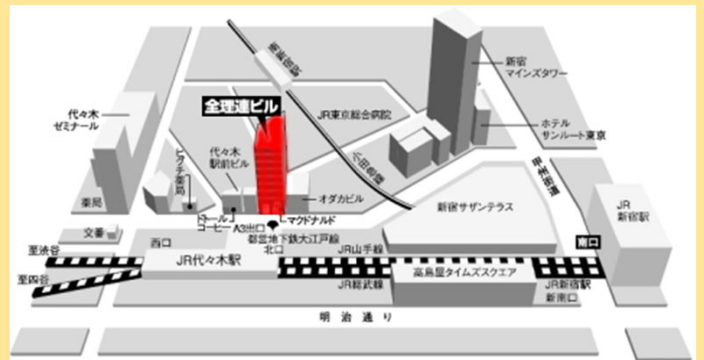 新宿
マインズタワー
全理連ビル
JR東京総合病院
代々木
ゼミナール
ホテル
サンルート東京
代々木
駅前ビル
ヒグチ薬局
小田急線
甲州街道
オダカビル
新宿サザンテラス
薬局
JR
新宿駅
ドトール
コーヒー
A3出口
マクドナルド
交番
西口
都営地下鉄大江戸線
北口
南口
至渋谷
JR代々木駅
JR山手線
高島屋タイムズスクエア
至四谷
JR総武線
JR新宿駅
新南口
明治通り